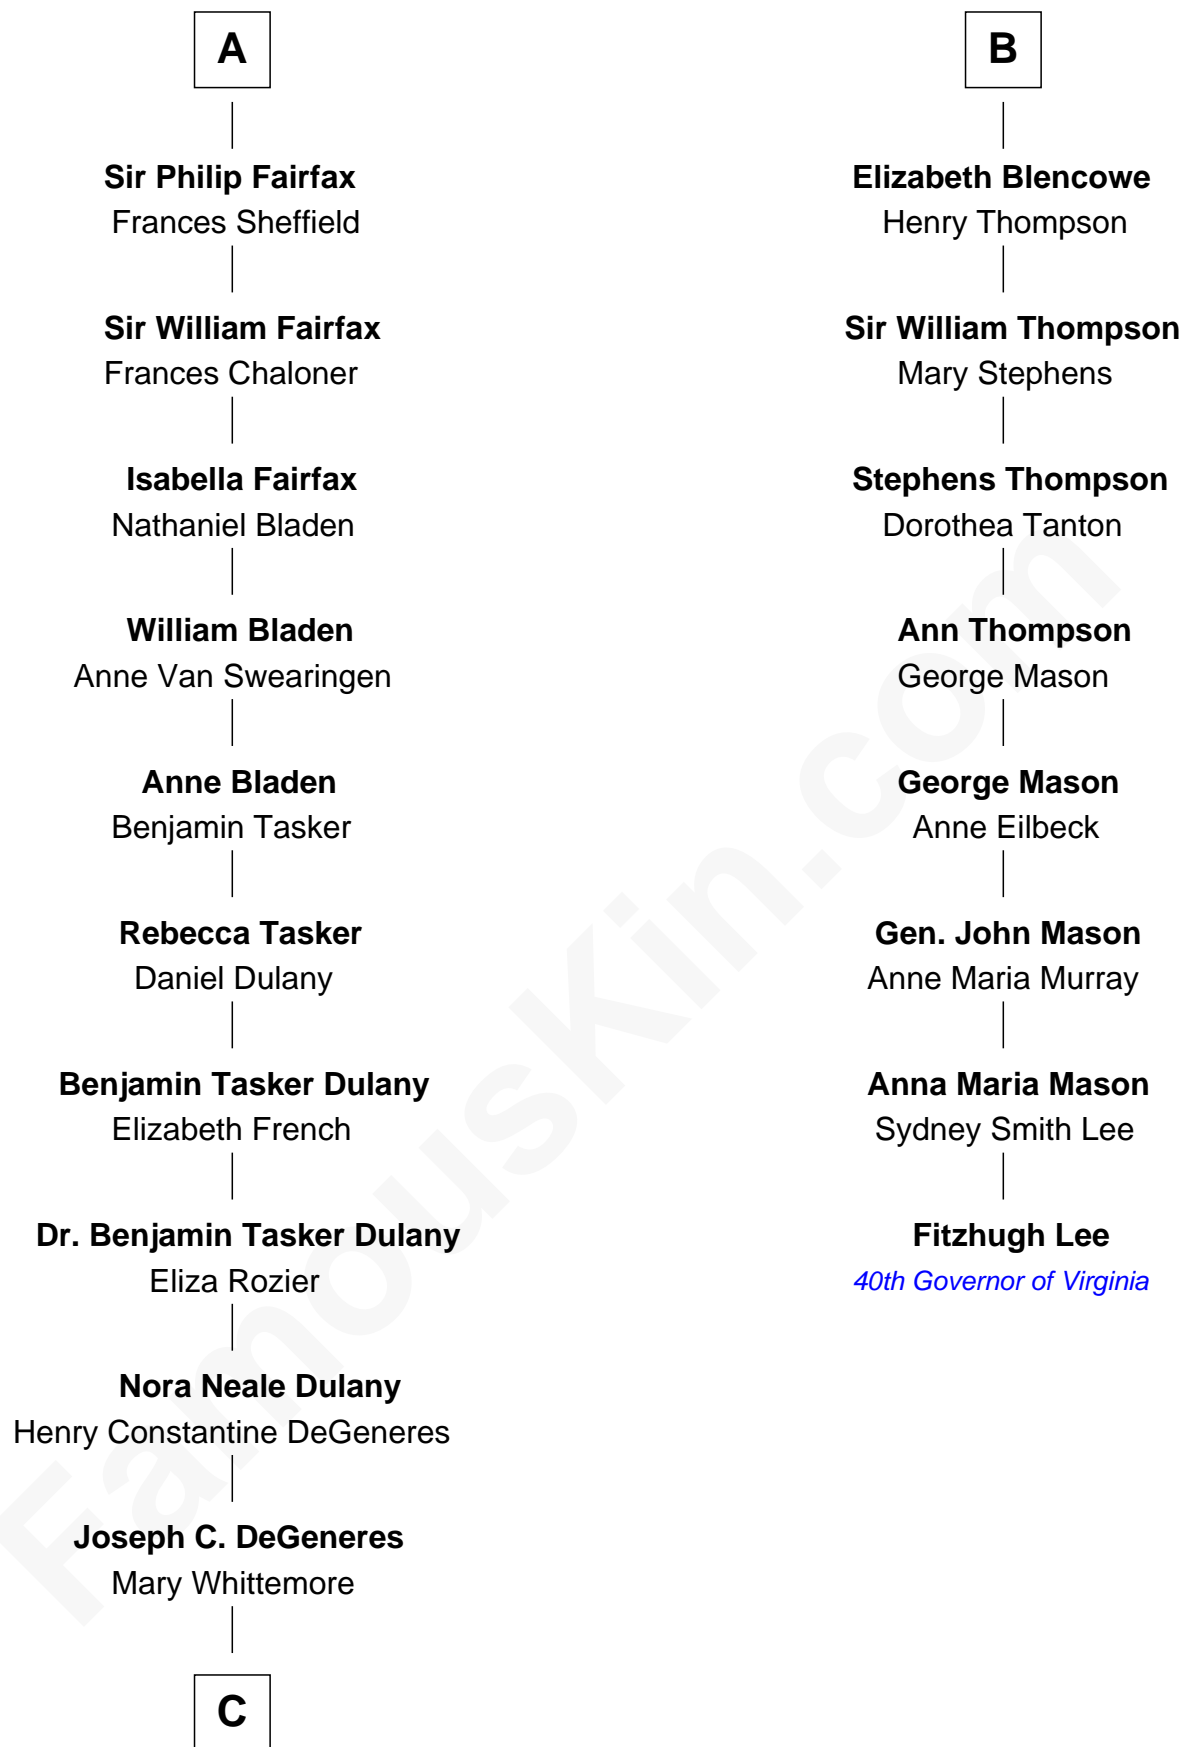 A
Sir Philip Fairfax
Frances Sheffield
Sir William Fairfax
Frances Chaloner
Isabella Fairfax
Nathaniel Bladen
William Bladen
Anne Van Swearingen
Anne Bladen
Benjamin Tasker
Rebecca Tasker
Daniel Dulany
Benjamin Tasker Dulany
Elizabeth French
Dr. Benjamin Tasker Dulany
Eliza Rozier
Nora Neale Dulany
Henry Constantine DeGeneres
Joseph C. DeGeneres
Mary Whittemore
C
B
Elizabeth Blencowe
Henry Thompson
Sir William Thompson
Mary Stephens
Stephens Thompson
Dorothea Tanton
Ann Thompson
George Mason
George Mason
Anne Eilbeck
Gen. John Mason
Anne Maria Murray
Anna Maria Mason
Sydney Smith Lee
Fitzhugh Lee
40th Governor of Virginia
FamousKin.com